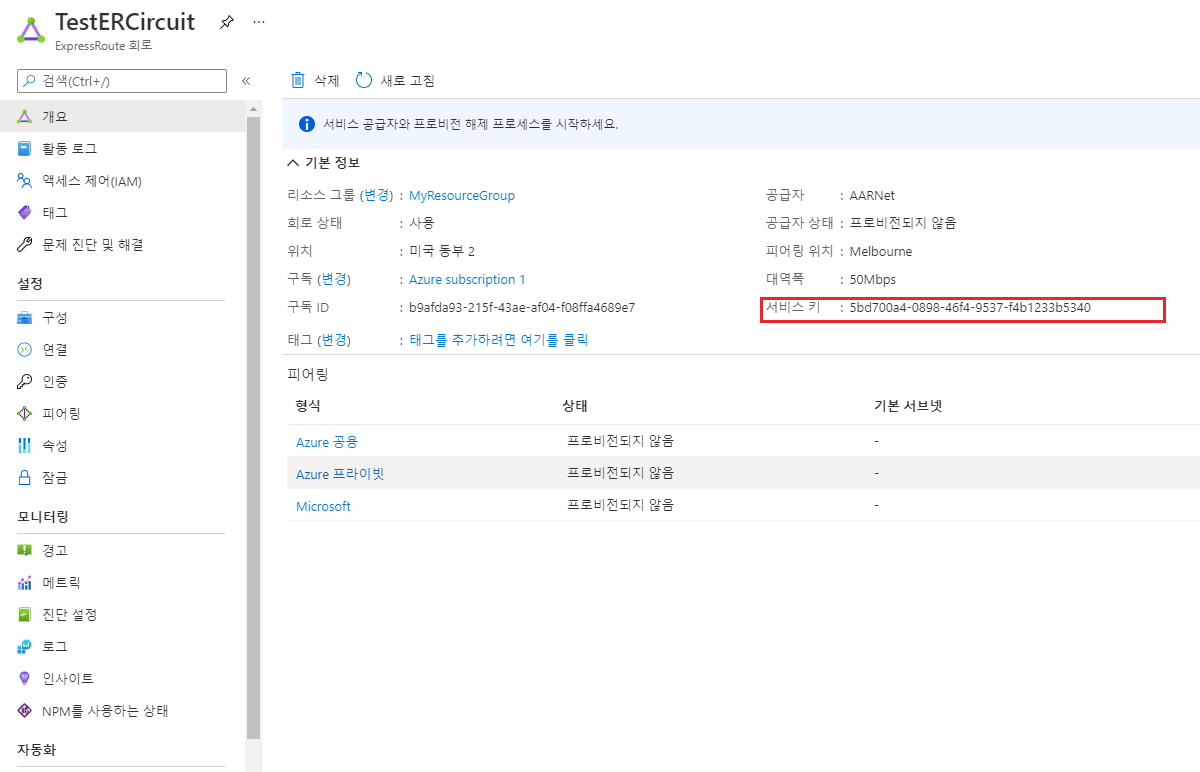 TestERCircuit
ExpressRoute 회로
검색(Ctrl+/)
«
개요
활동 로그
액세스 제어(IAM)
태그
문제 진단 및 해결
설정
구성
연결
인증
피어링
속성
잠금
모니터링
경고
메트릭
진단 설정
로그
인사이트
NPM를 사용하는 상태
자동화
삭제 새로 고침
서비스 공급자와 프로비전 해제 프로세스를 시작하세요.
기본 정보
리소스 그룹 (변경) : MyResourceGroup
회로 상태 : 사용
위치 : 미국 동부 2
구독 (변경) : Azure subscription 1
구독 ID : b9afda93-215f-43ae-af04-f08ffa4689e7
태그 (변경) : 태그를 추가하려면 여기를 클릭
공급자 : AARNet
공급자 상태 : 프로비전되지 않음
피어링 위치 : Melbourne
대역폭 : 50Mbps
서비스 키 : 5bd700a4-0898-46f4-9537-f4b1233b5340
피어링
형식 상태 기본 서브넷
Azure 공용 프로비전되지 않음 -
Azure 프라이빗 프로비전되지 않음 -
Microsoft 프로비전되지 않음 -